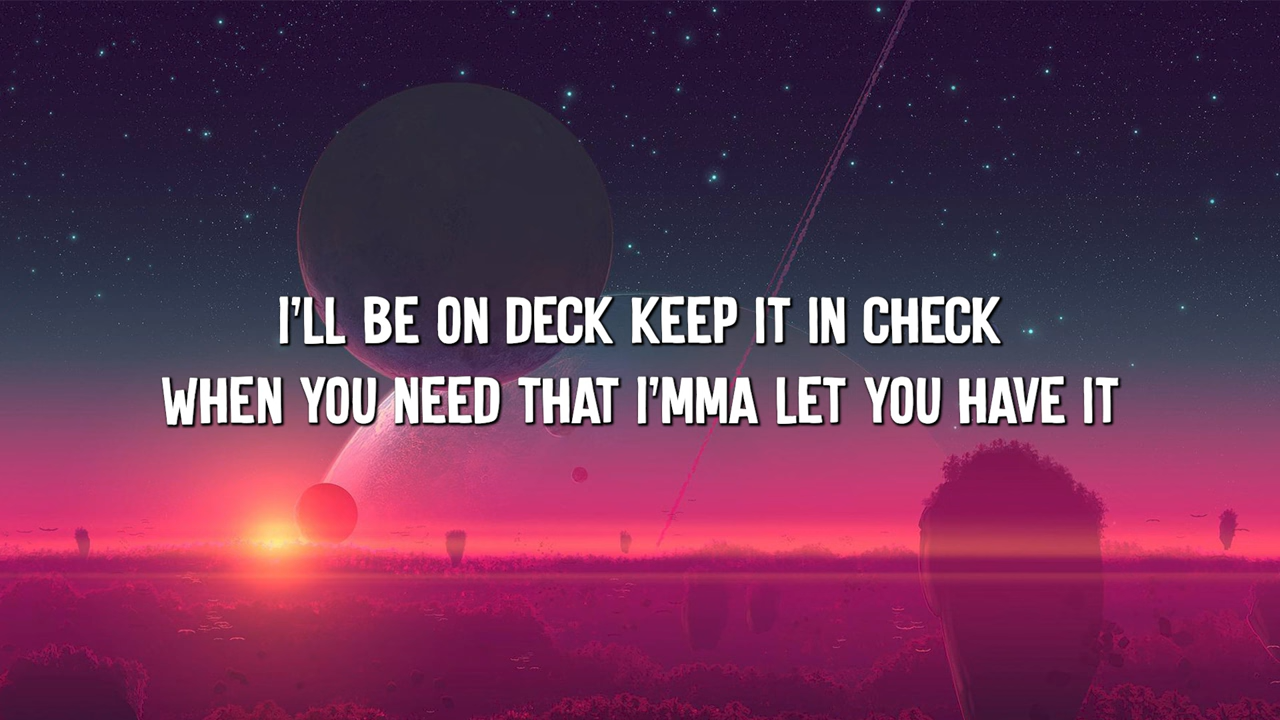 I'LL BE ON DECK KEEP IT IN CHECK
WHEN YOU NEED THAT I'MMA LET YOU HAVE IT